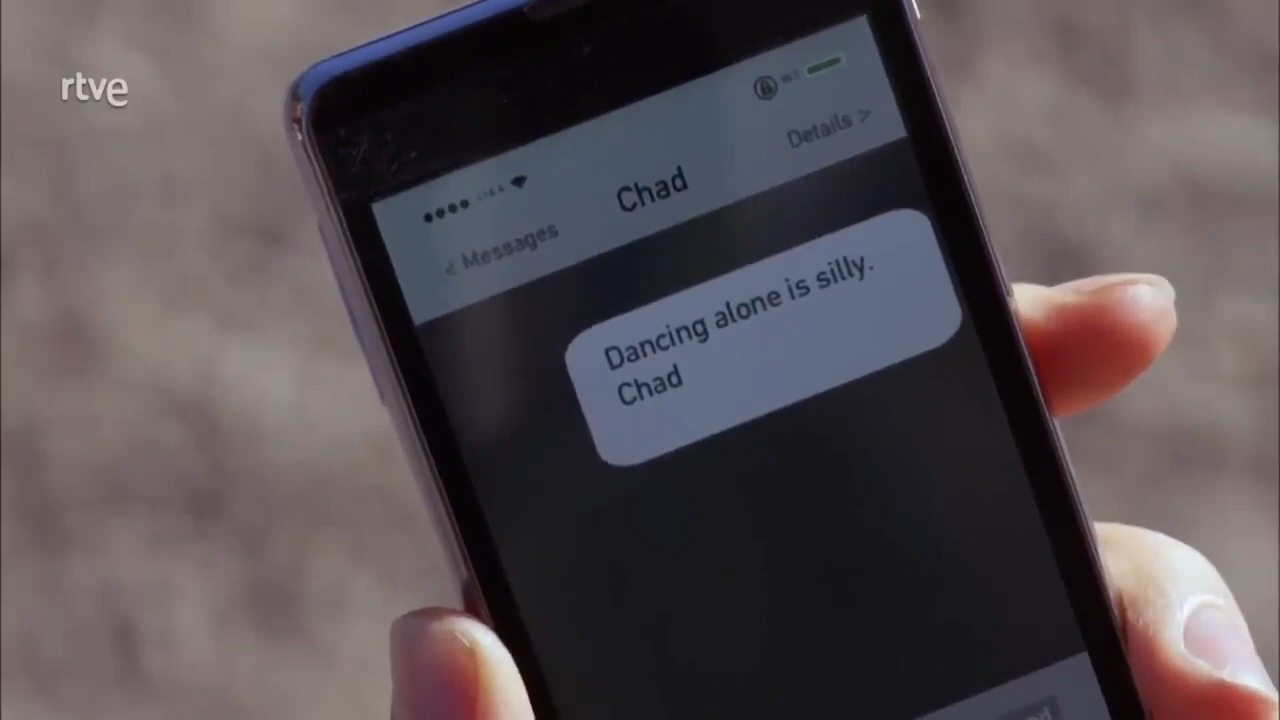 rtve
< Messages
Chad
Details >
Dancing alone is silly.
Chad